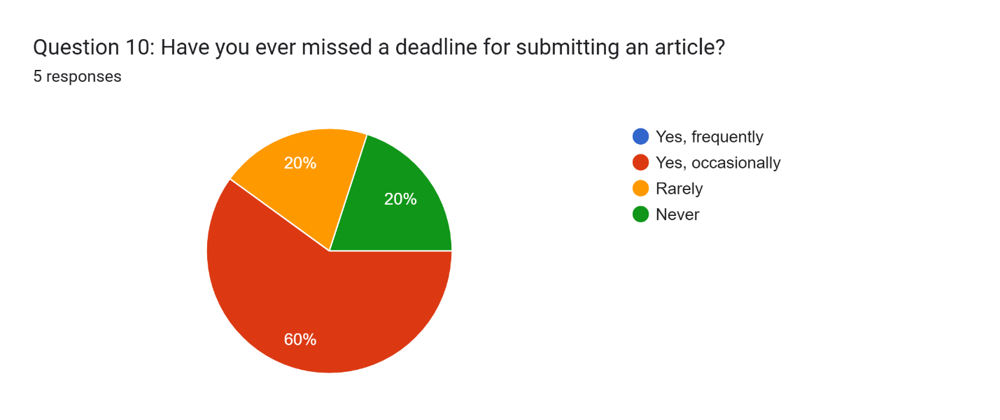 Question 10: Have you ever missed a deadline for submitting an article?
5 responses
20%
20%
60%
Yes, frequently
Yes, occasionally
Rarely
Never